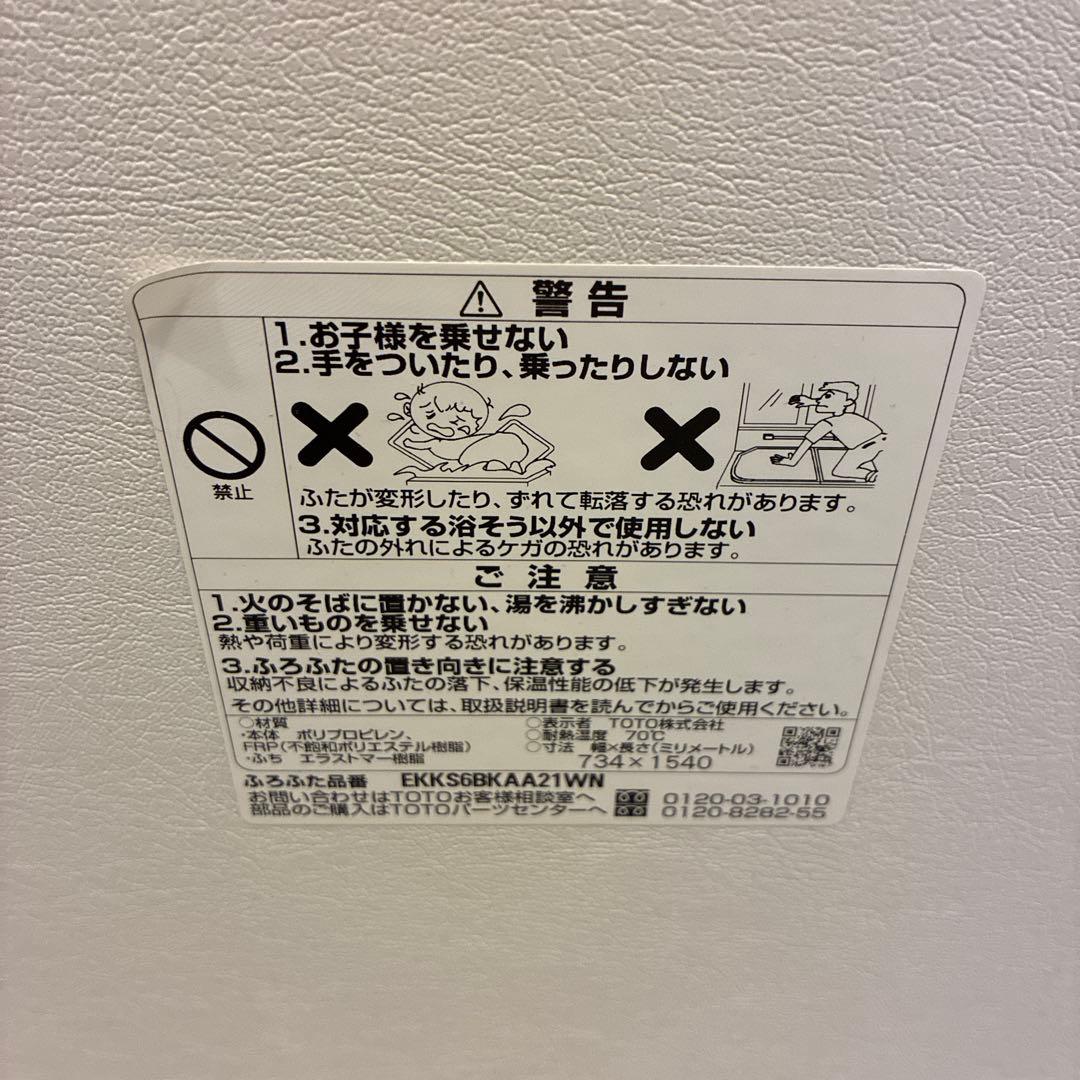 警告
1.お子様を乗せない
2.手をついたり、乗ったりしない
禁止
ふたが変形したり、ずれて転落する恐れがあります。
3.対応する浴そう以外で使用しない
ふたの外れによるケガの恐れがあります。
ご注意
1.火のそばに置かない、湯を沸かしすぎない
2.重いものを乗せない
熱や荷重により変形する恐れがあります。
3.ふろふたの置き向きに注意する
収納不良によるふたの落下、保温性能の低下が発生します。
その他詳細については、取扱説明書を読んでからご使用ください。
○材質
・本体 ポリプロピレン、
FRP(不飽和ポリエステル樹脂)
・ふち エラストマー樹脂
○表示者 TOTO株式会社
○耐熱温度 70℃
○寸法 幅×長さ(ミリメートル)
734×1540
ふろふた品番 EKKS6BKAA21WN
お問い合わせはTOTOお客様相談室へ 0120-03-1010
部品のご購入はTOTOパーツセンターへ 0120-8282-55